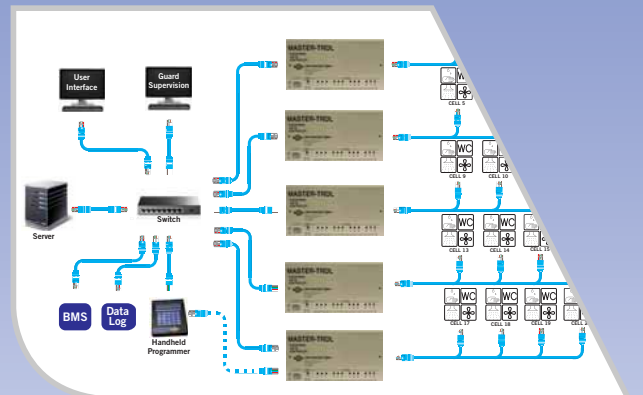 User
Interface
Guard
Supervision
MASTER-TROL
MASTER-TROL
MASTER-TROL
MASTER-TROL
MASTER-TROL
Server
Switch
BMS
Data
Log
Handheld
Programmer
CELL 5
WC
CELL 9
CELL 10
WC
WC
CELL 13
CELL 14
CELL 15
WC
WC
WC
CELL 17
CELL 18
CELL 19